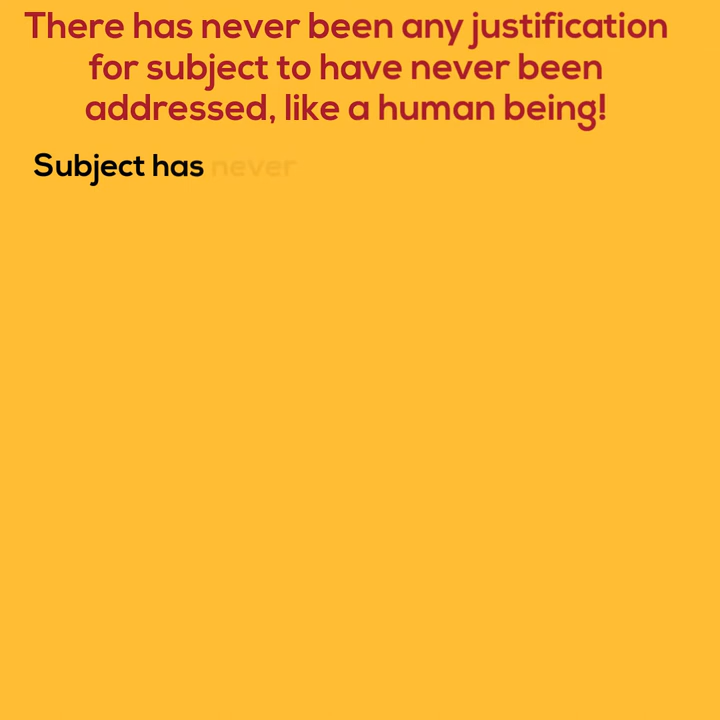 There has never been any justification
for subject to have never been
addressed, like a human being!
Subject has never